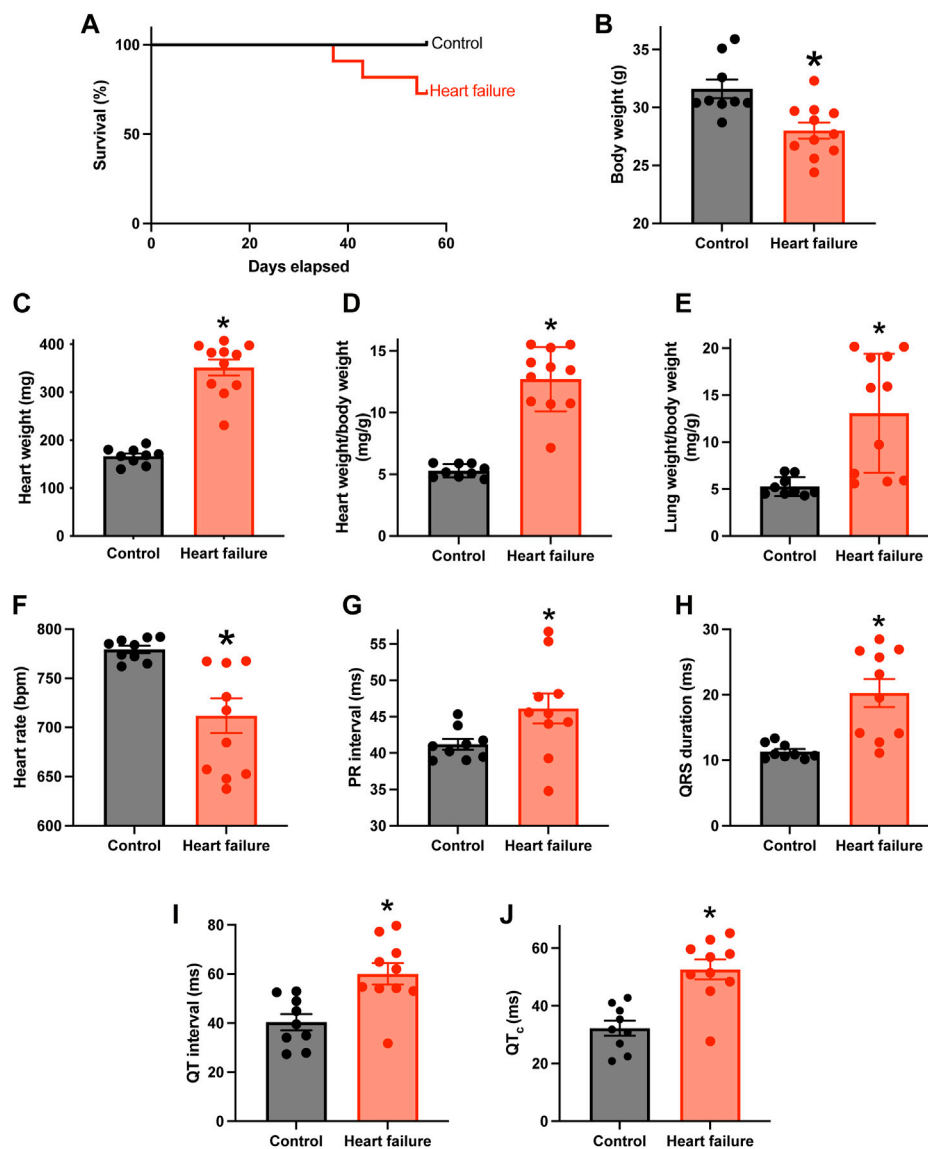 A
100
Control
Heart failure
Survival (%)
50
0
0
20
40
60
Days elapsed
B
*
35
30
25
20
Body weight (g)
Control
Heart failure
C
*
400
300
200
100
0
Heart weight (mg)
Control
Heart failure
D
*
15
10
5
0
Heart weight/body weight
(mg/g)
Control
Heart failure
E
*
20
15
10
5
0
Lung weight/body weight
(mg/g)
Control
Heart failure
F
*
800
750
700
650
600
Heart rate (bpm)
Control
Heart failure
G
*
55
50
45
40
35
30
PR interval (ms)
Control
Heart failure
H
*
30
20
10
0
QRS duration (ms)
Control
Heart failure
I
*
80
60
40
20
0
QT interval (ms)
Control
Heart failure
J
*
60
40
20
0
QTc (ms)
Control
Heart failure